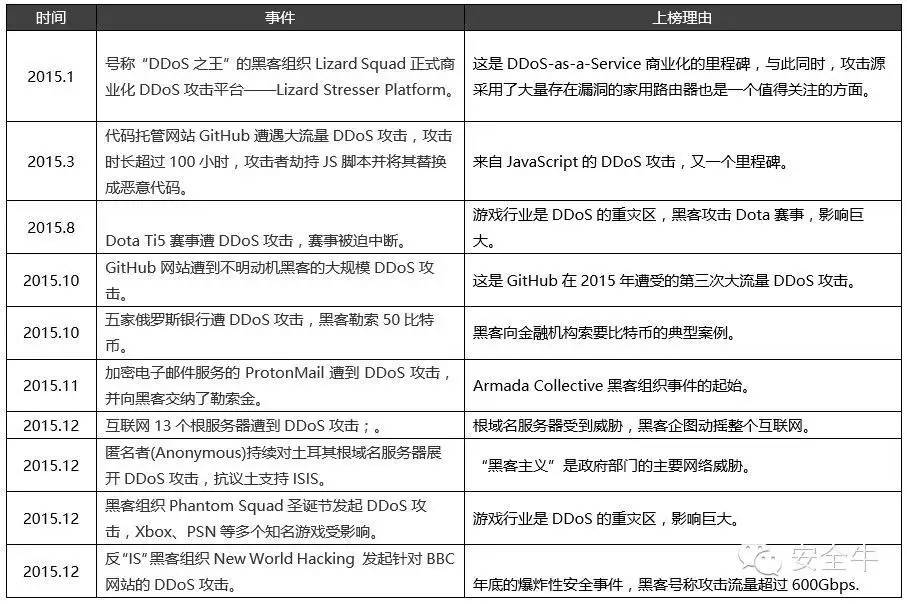 时间 事件 上榜理由
2015.1
号称“DDoS 之王”的黑客组织 Lizard Squad 正式商
业化 DDoS 攻击平台——Lizard Stresser Platform。
这是 DDoS-as-a-Service 商业化的里程碑，与此同时，攻击源
采用了大量存在漏洞的家用路由器也是一个值得关注的方面。
2015.3
代码托管网站 GitHub 遭遇大流量 DDoS 攻击，攻击
时长超过 100 小时，攻击者劫持 JS 脚本并将其替换
成恶意代码。
来自 JavaScript 的 DDoS 攻击，又一个里程碑。
2015.8
Dota Ti5 赛事遭 DDoS 攻击，赛事被迫中断。
游戏行业是 DDoS 的重灾区，黑客攻击 Dota 赛事，影响巨
大。
2015.10
GitHub 网站遭到不明动机黑客的大规模 DDoS 攻
击。
这是 GitHub 在 2015 年遭受的第三次大流量 DDoS 攻击。
2015.10
五家俄罗斯银行遭 DDoS 攻击，黑客勒索 50 比特
币。
黑客向金融机构索要比特币的典型案例。
2015.11
加密电子邮件服务的 ProtonMail 遭到 DDoS 攻击，
并向黑客交纳了勒索金。
Armada Collective 黑客组织事件的起始。
2015.12
互联网 13 个根服务器遭到 DDoS 攻击；。
根域名服务器受到威胁，黑客企图动摇整个互联网。
2015.12
匿名者(Anonymous)持续对土耳其根域名服务器展
开 DDoS 攻击，抗议土支持 ISIS。
“黑客主义”是政府部门的主要网络威胁。
2015.12
黑客组织 Phantom Squad 圣诞节发起 DDoS 攻
击，Xbox、PSN 等多个知名游戏受影响。
游戏行业是 DDoS 的重灾区，影响巨大。
2015.12
反“IS”黑客组织 New World Hacking 发起针对 BBC
网站的 DDoS 攻击。
年底的爆炸性安全事件，黑客号称攻击流量超过 600Gbps.
安全牛